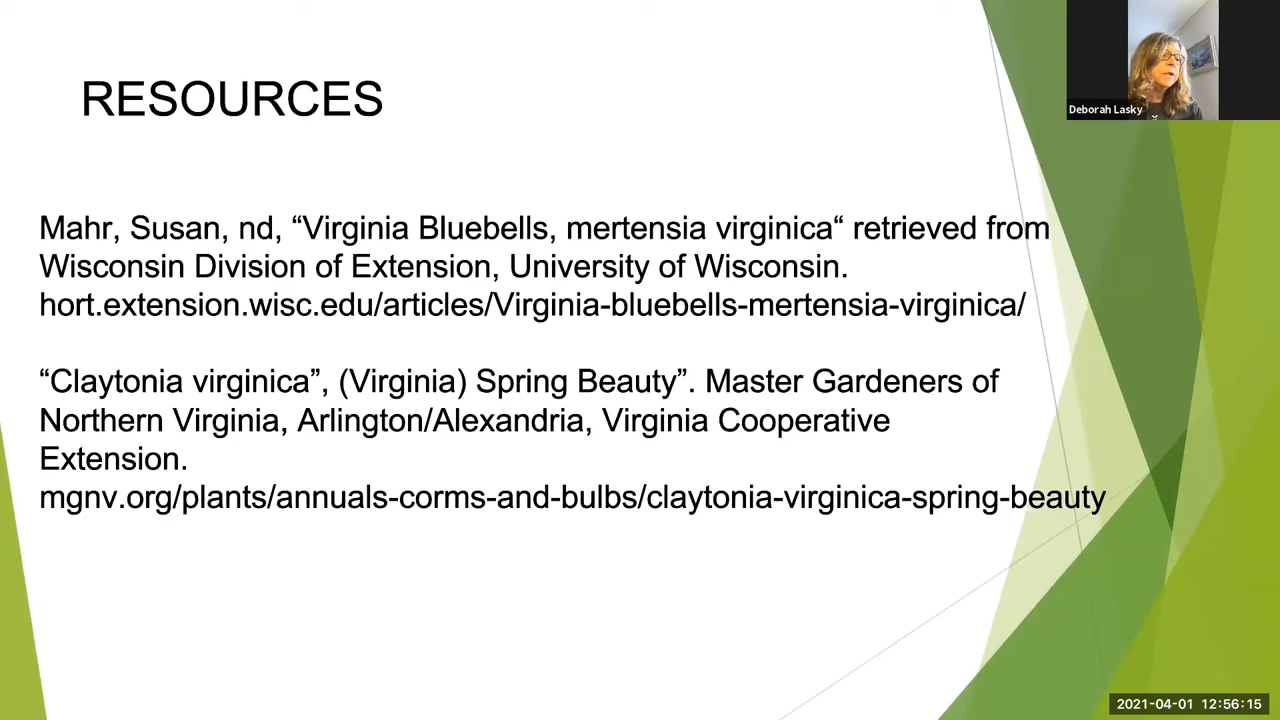 RESOURCES
Deborah Lasky
Mahr, Susan, nd, “Virginia Bluebells, mertensia virginica“ retrieved from
Wisconsin Division of Extension, University of Wisconsin.
hort.extension.wisc.edu/articles/Virginia-bluebells-mertensia-virginica/
“Claytonia virginica”, (Virginia) Spring Beauty”. Master Gardeners of
Northern Virginia, Arlington/Alexandria, Virginia Cooperative
Extension.
mgnv.org/plants/annuals-corms-and-bulbs/claytonia-virginica-spring-beauty
2021-04-01 12:56:15